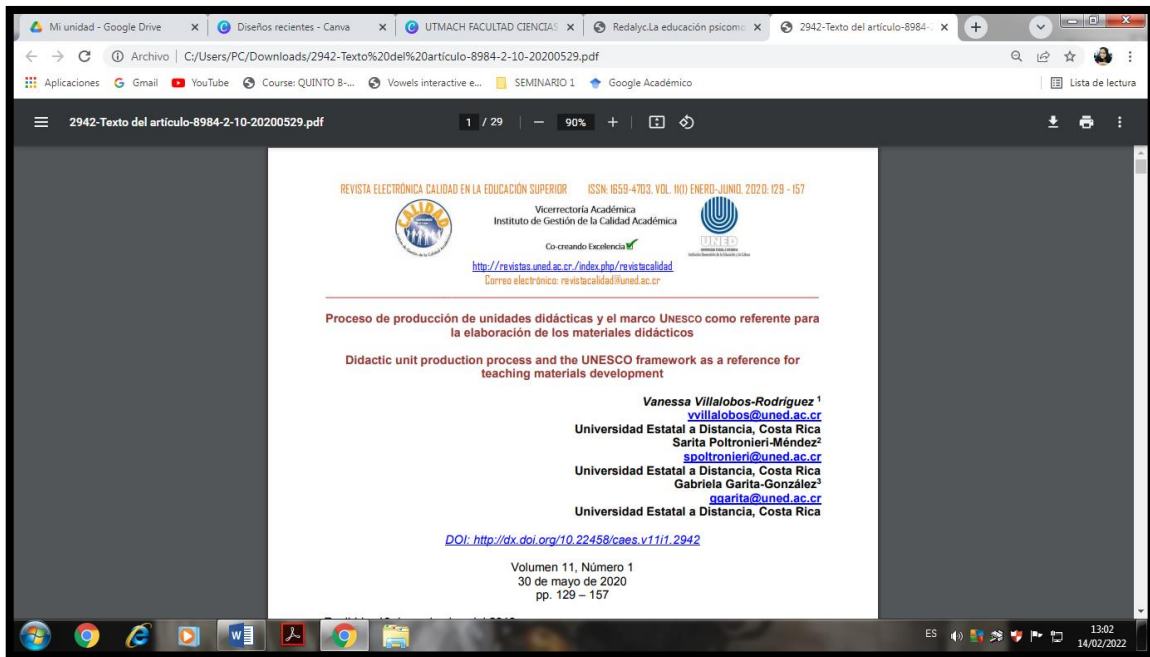 Mi unidad - Google Drive
Diseños recientes - Canva
UTMACH FACULTAD CIENCIAS
Redalyc.La educación psicomo
2942-Texto del artículo-8984-2
Archivo | C:/Users/PC/Downloads/2942-Texto%20del%20artículo-8984-2-10-20200529.pdf
Aplicaciones Gmail YouTube Course: QUINTO B-... Vowels interactive e... SEMINARIO 1 Google Académico Lista de lectura
2942-Texto del artículo-8984-2-10-20200529.pdf 1 / 29 | − 90% + |
REVISTA ELECTRÓNICA CALIDAD EN LA EDUCACIÓN SUPERIOR ISSN: 1659-4703, VOL. 11(1) ENERO-JUNIO, 2020: 129 - 157
CALIDAD
Vicerrectoría Académica
Instituto de Gestión de la Calidad Académica
Co-creando Excelencia
UNED
http://revistas.uned.ac.cr./index.php/revistacalidad
Correo electrónico: revistacalidad@uned.ac.cr
Proceso de producción de unidades didácticas y el marco UNESCO como referente para
la elaboración de los materiales didácticos
Didactic unit production process and the UNESCO framework as a reference for
teaching materials development
Vanessa Villalobos-Rodríguez 1
vvillalobos@uned.ac.cr
Universidad Estatal a Distancia, Costa Rica
Sarita Poltronieri-Méndez2
spoltronieri@uned.ac.cr
Universidad Estatal a Distancia, Costa Rica
Gabriela Garita-González3
ggarita@uned.ac.cr
Universidad Estatal a Distancia, Costa Rica
DOI: http://dx.doi.org/10.22458/caes.v11i1.2942
Volumen 11, Número 1
30 de mayo de 2020
pp. 129 – 157
ES
13:02
14/02/2022